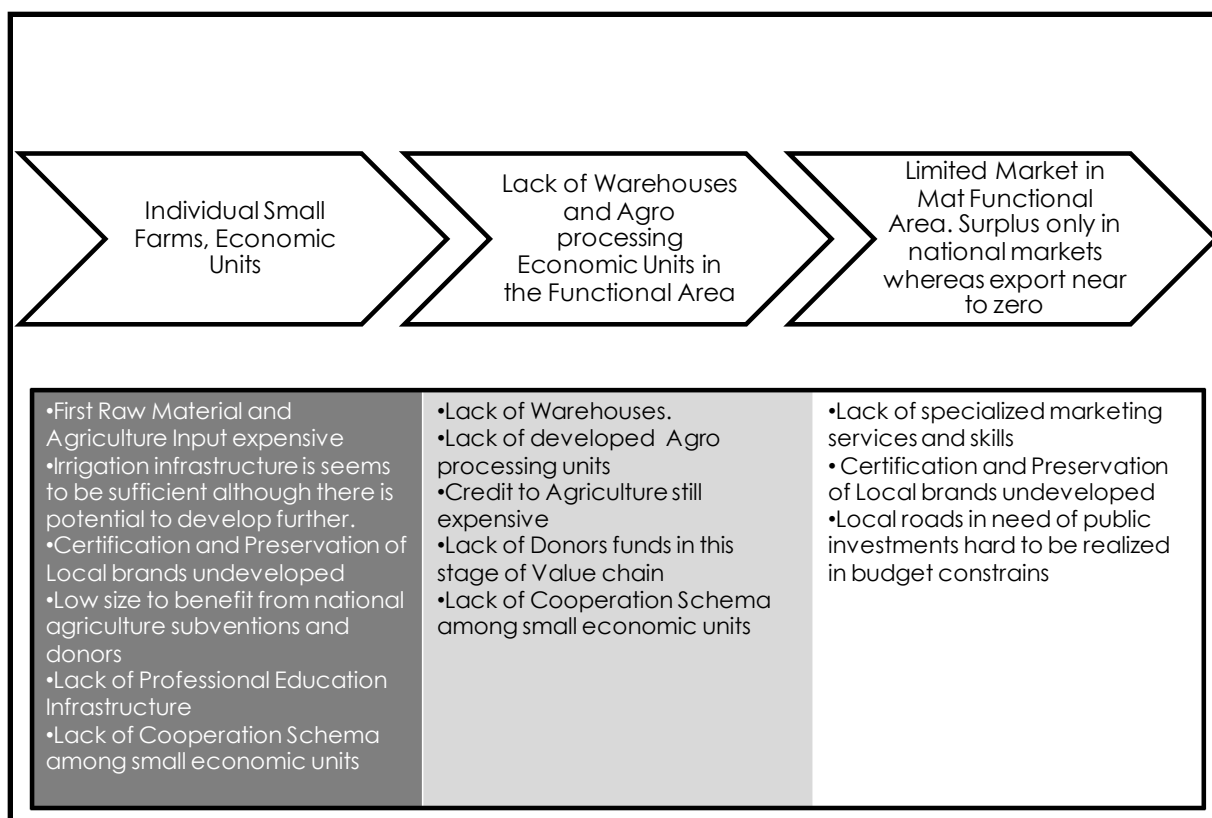 Individual Small
Farms, Economic
Units
Lack of Warehouses
and Agro
processing
Economic Units in
the Functional Area
Limited Market in
Mat Functional
Area. Surplus only in
national markets
whereas export near
to zero
•First Raw Material and
Agriculture Input expensive
•Irrigation infrastructure is seems
to be sufficient although there is
potential to develop further.
•Certification and Preservation of
Local brands undeveloped
•Low size to benefit from national
agriculture subventions and
donors
•Lack of Professional Education
Infrastructure
•Lack of Cooperation Schema
among small economic units
•Lack of Warehouses.
•Lack of developed Agro
processing units
•Credit to Agriculture still
expensive
•Lack of Donors funds in this
stage of Value chain
•Lack of Cooperation Schema
among small economic units
•Lack of specialized marketing
services and skills
• Certification and Preservation
of Local brands undeveloped
•Local roads in need of public
investments hard to be realized
in budget constrains